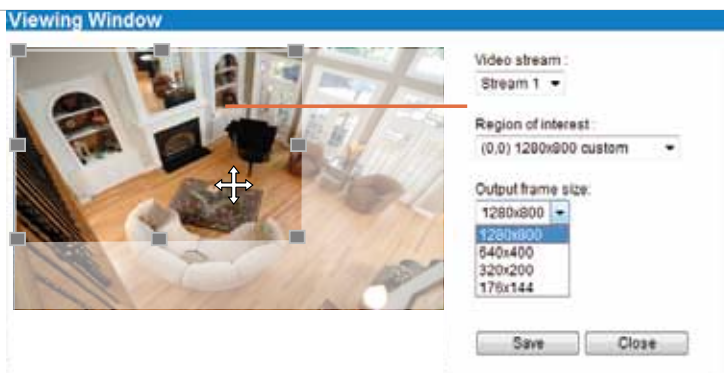 Viewing Window
Video stream :
Stream 1
Region of interest :
(0,0) 1280x800 custom
Output frame size:
1280x800
1280x800
640x400
320x200
176x144
Save
Close